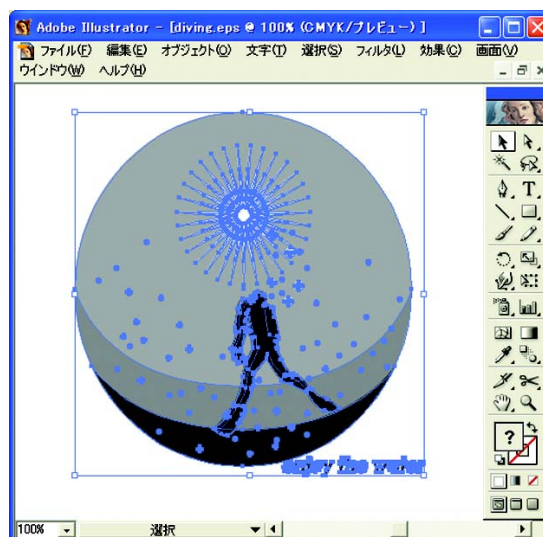 Adobe Illustrator - [diving.eps @ 100% (CMYK/プレビュー) ]
ファイル(F) 編集(E) オブジェクト(O) 文字(T) 選択(S) フィルタ(L) 効果(C) 画面(V)
ウインドウ(W) ヘルプ(H)
T
enjoy the water
?
100% 選択